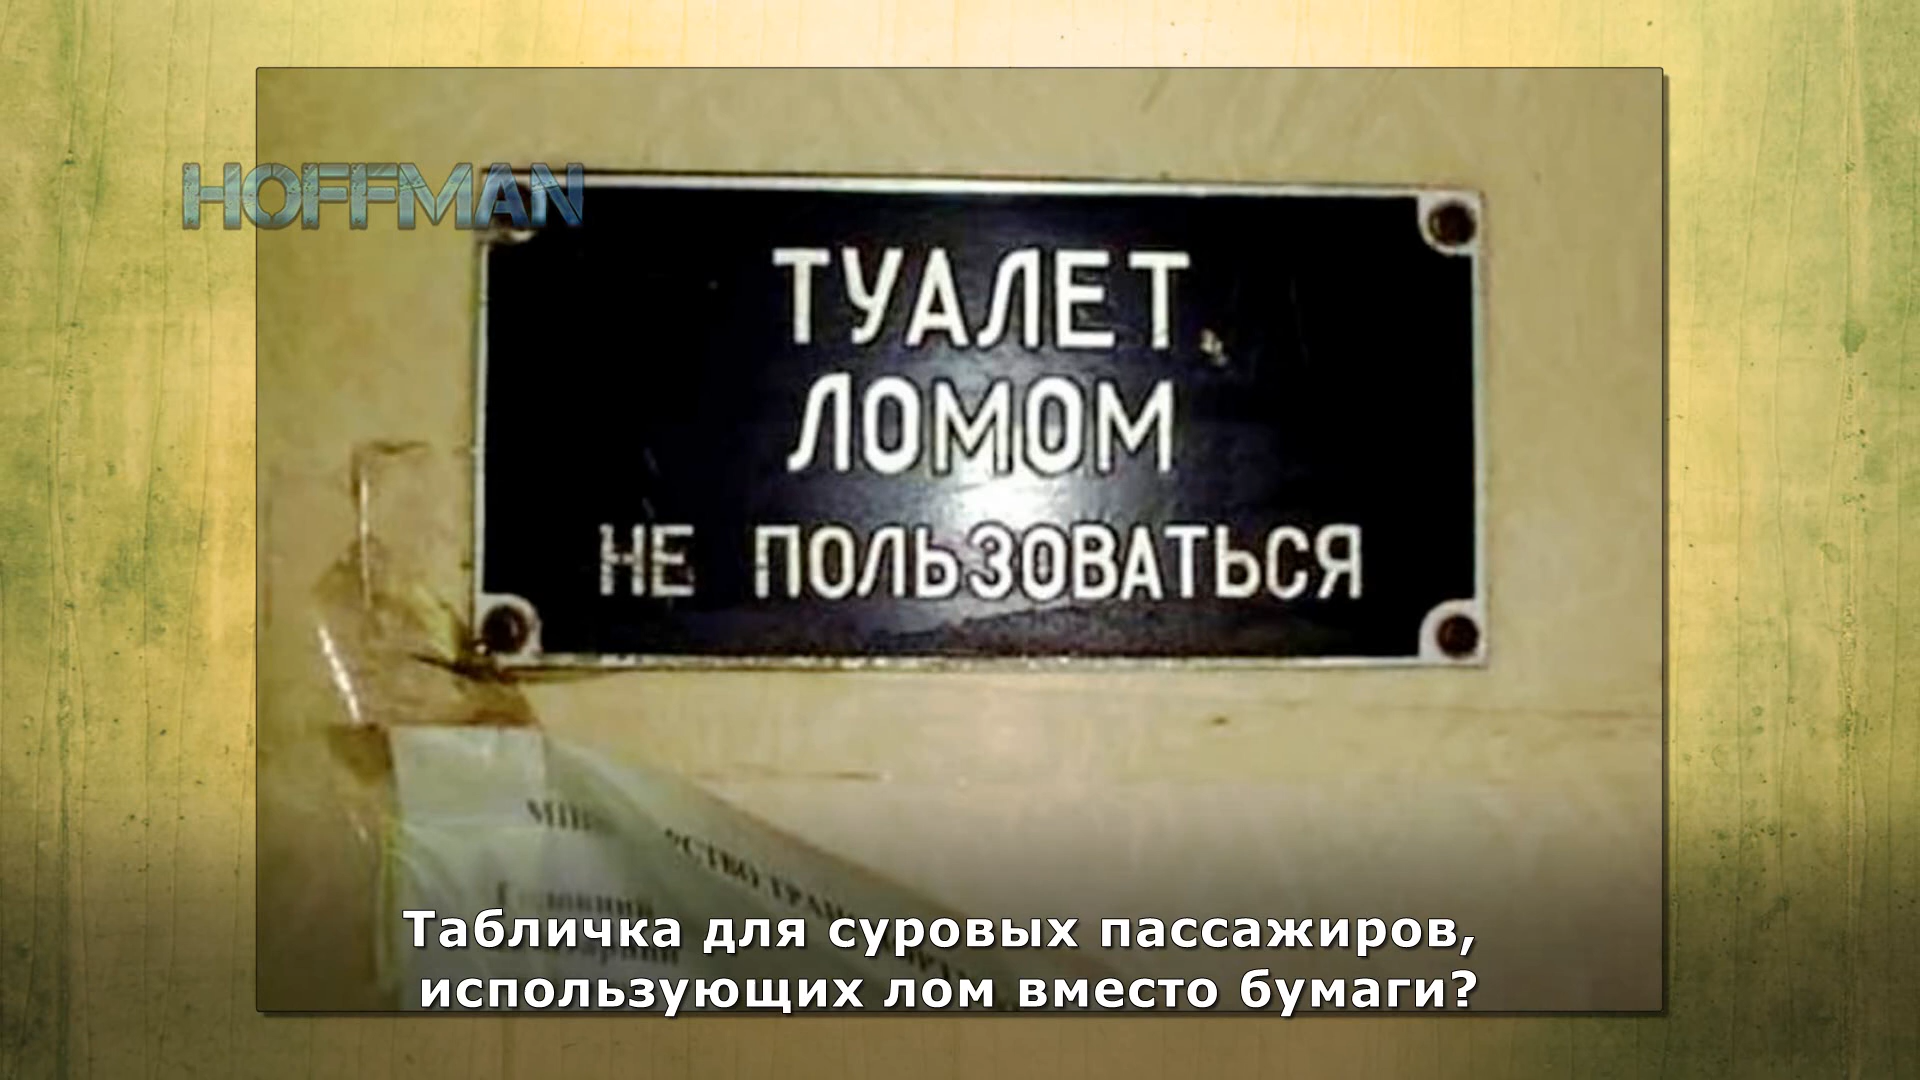 HOFFMAN
ТУАЛЕТ
ЛОМОМ
НЕ ПОЛЬЗОВАТЬСЯ
Табличка для суровых пассажиров,
использующих лом вместо бумаги?